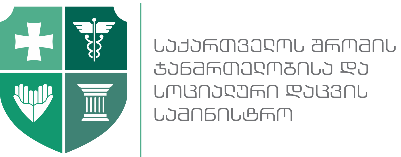 საქართველოს შრომის
ჯანმრთელობისა და
სოციალური დაცვის
სამინისტრო